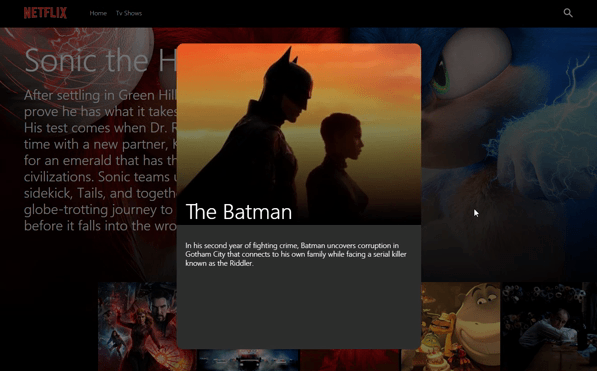 NETFLIX
Home
Tv Shows
Sonic the H
After settling in Green Hill
prove he has what it takes
His test comes when Dr. R
time with a new partner, K
for an emerald that has th
civilizations. Sonic teams u
sidekick, Tails, and togeth
globe-trotting journey to
before it falls into the wro
The Batman
In his second year of fighting crime, Batman uncovers corruption in
Gotham City that connects to his own family while facing a serial killer
known as the Riddler.